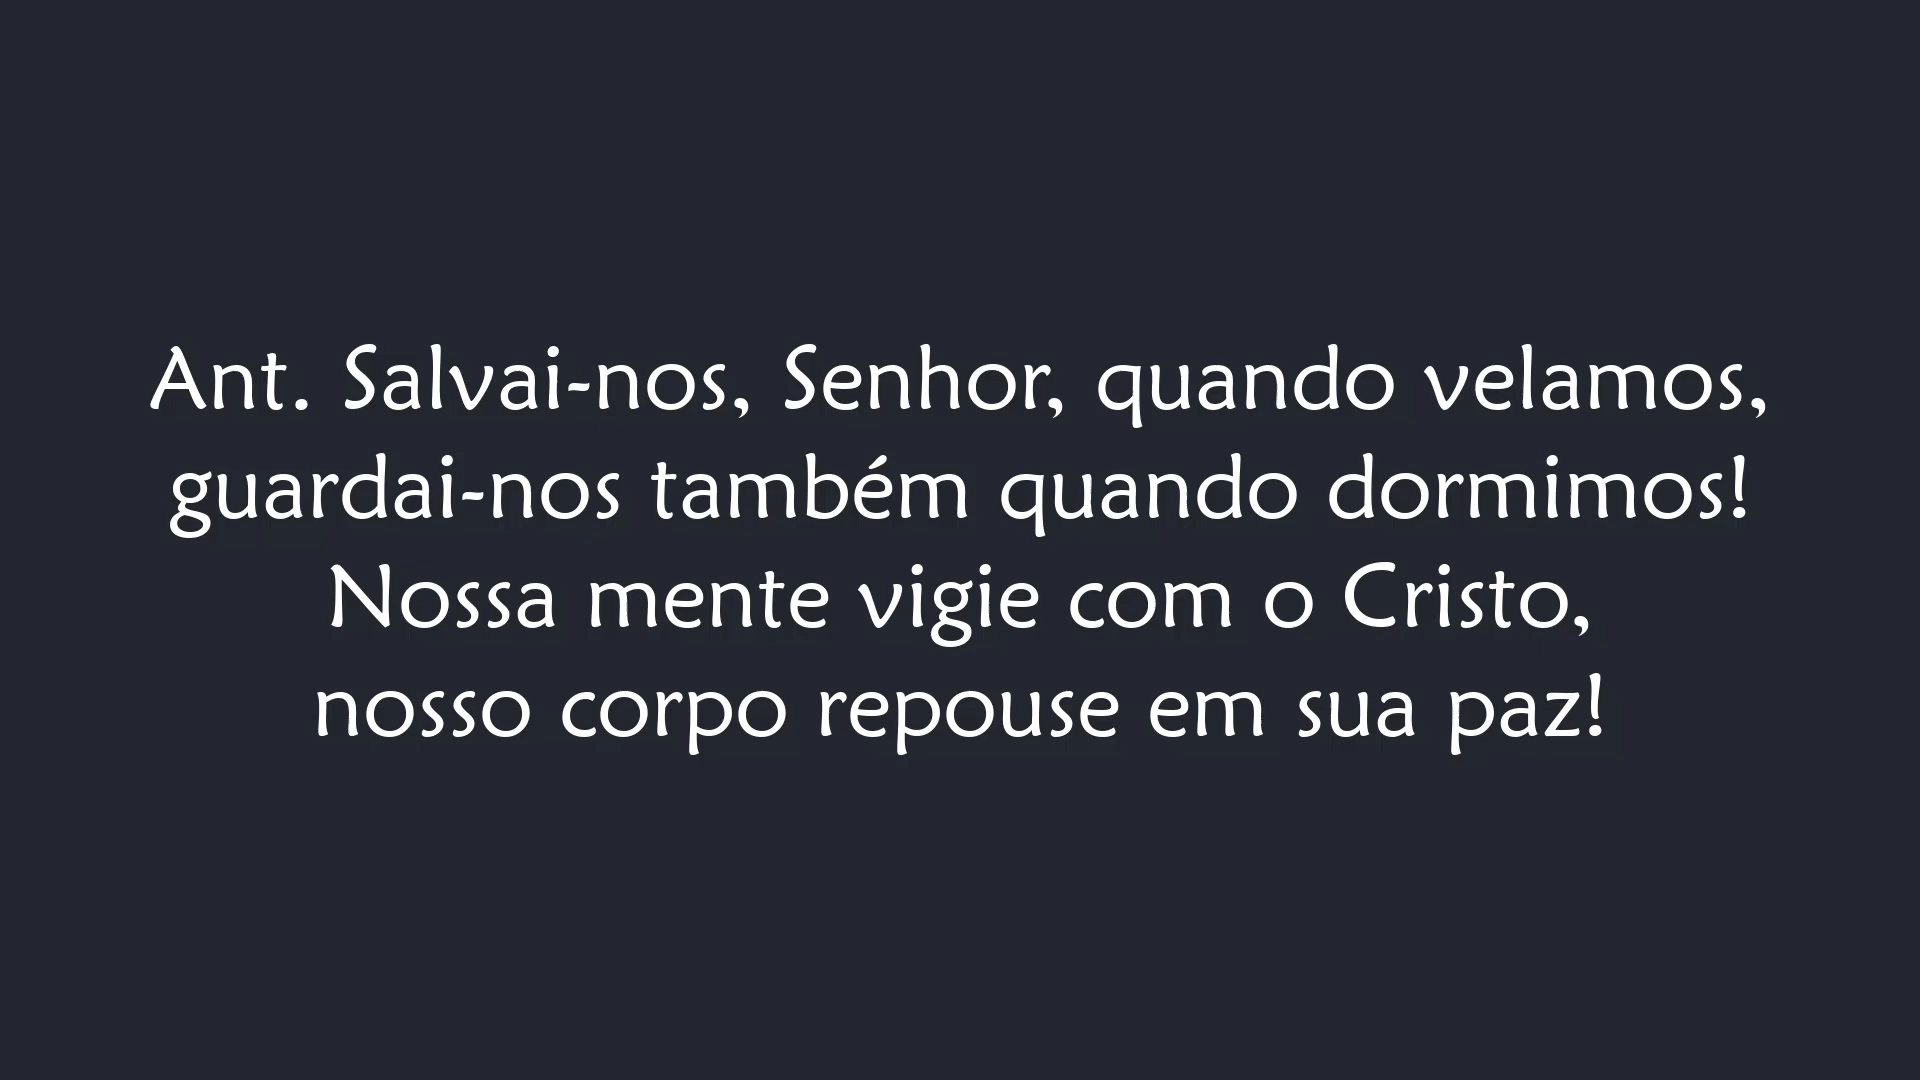 Ant. Salvai-nos, Senhor, quando velamos,
guardai-nos também quando dormimos!
Nossa mente vigie com o Cristo,
nosso corpo repouse em sua paz!